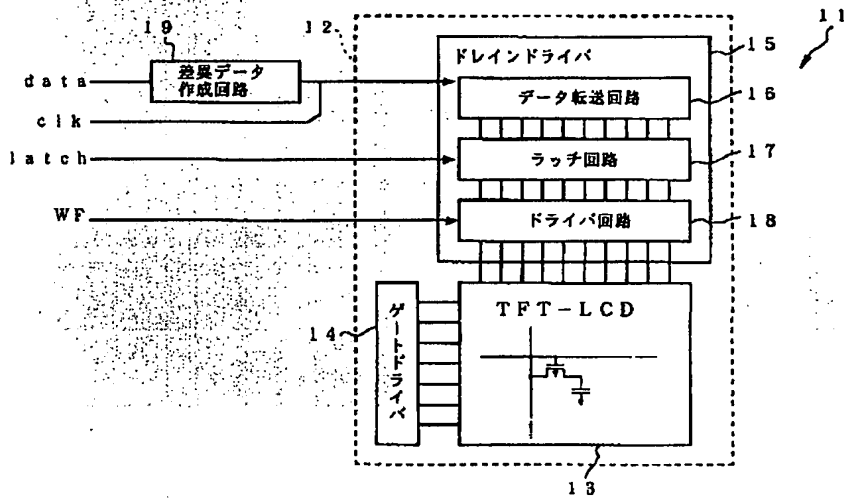 11
19
12
15
ドレインドライバ
data
差異データ
作成回路
データ転送回路
16
clk
latch
ラッチ回路
17
WF
ドライバ回路
18
TFT-LCD
14
ゲートドライバ
13